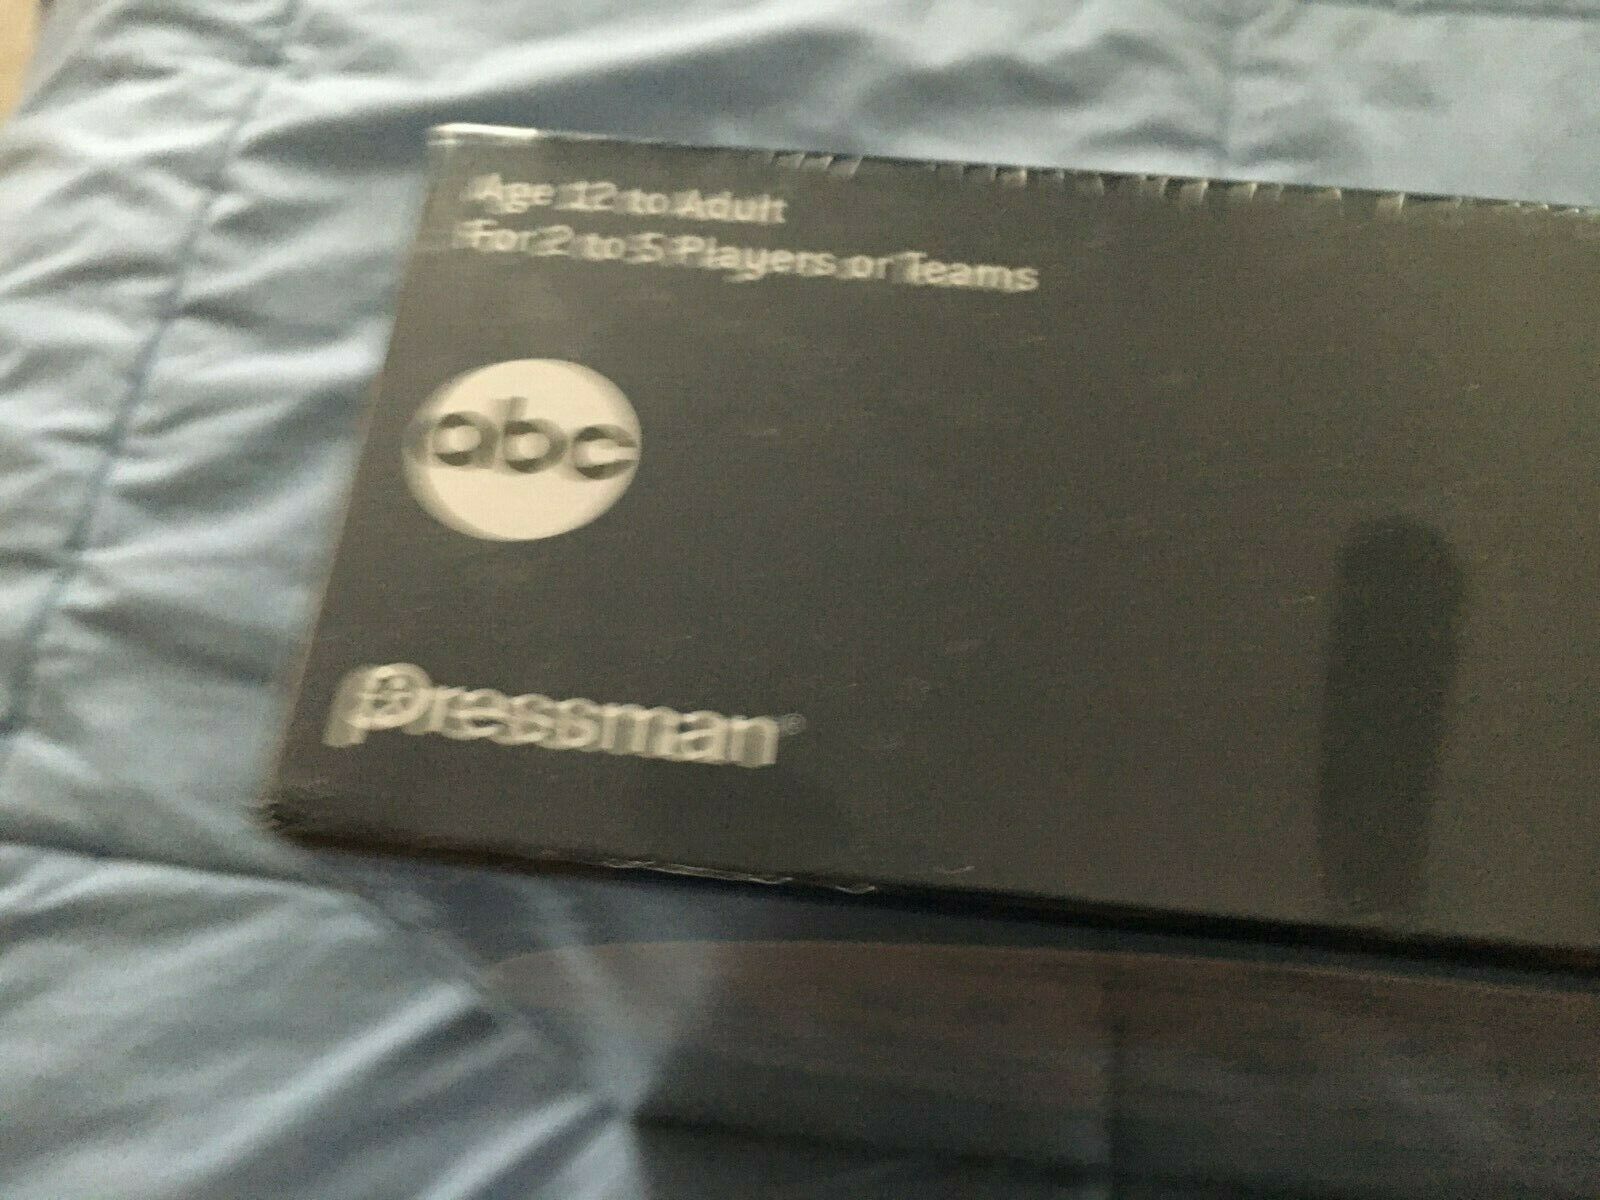 Age 12 to Adult
For 2 to 5 Players or Teams
abc
Pressman®